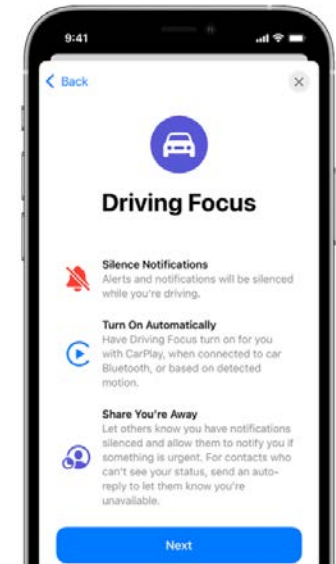 9:41
Back
Driving Focus
Silence Notifications
Alerts and notifications will be silenced
while you're driving.
Turn On Automatically
Have Driving Focus turn on for you
with CarPlay, when connected to car
Bluetooth, or based on detected
motion.
Share You're Away
Let others know you have notifications
silenced and allow them to notify you if
something is urgent. For contacts who
can't see your status, send an auto-
reply to let them know you're
unavailable.
Next